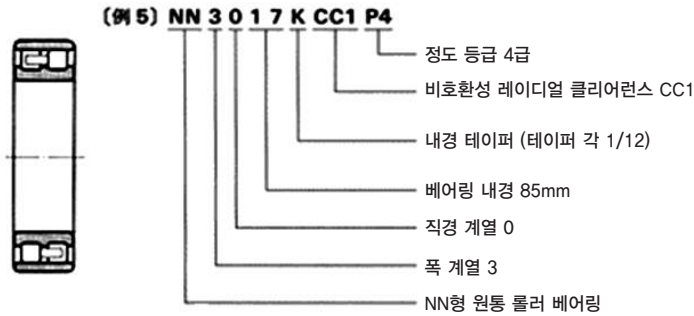 (例5) NN 3 0 1 7 K CC1 P4
정도 등급 4급
비호환성 레이디얼 클리어런스 CC1
내경 테이퍼 (테이퍼 각 1/12)
베어링 내경 85mm
직경 계열 0
폭 계열 3
NN형 원통 롤러 베어링